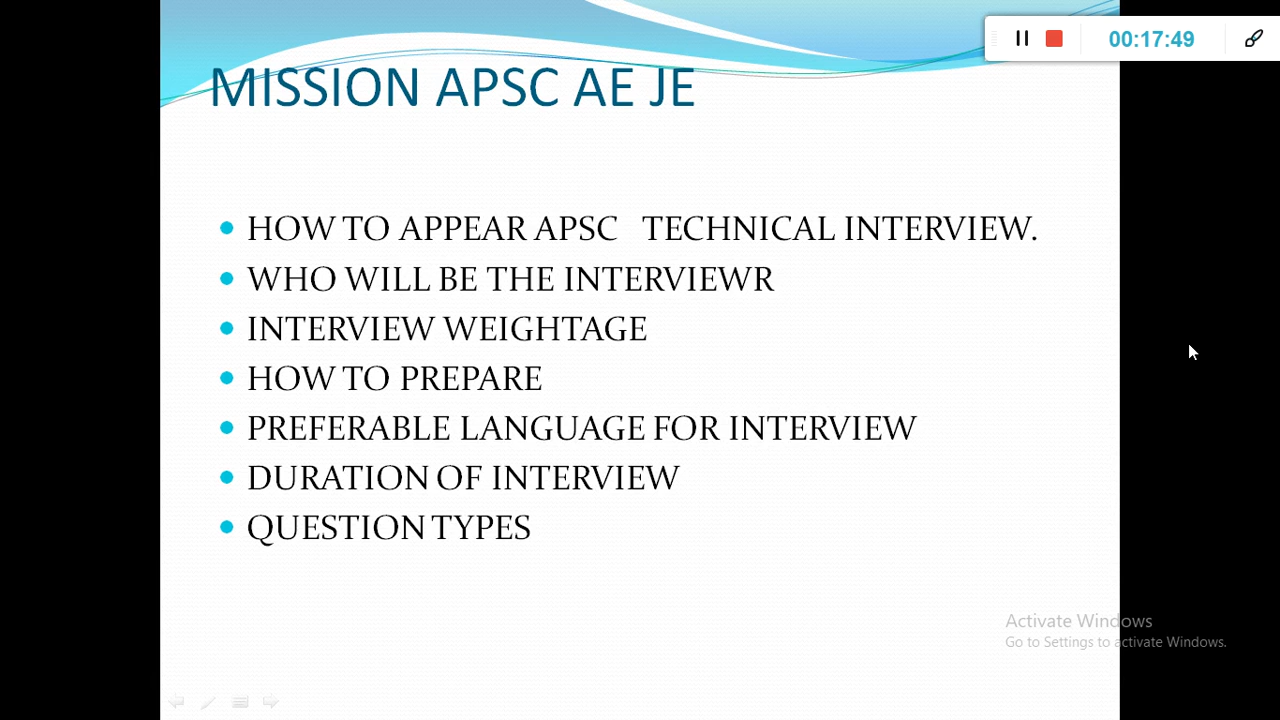 00:17:49
MISSION APSC AE JE
HOW TO APPEAR APSC TECHNICAL INTERVIEW.
WHO WILL BE THE INTERVIEWR
INTERVIEW WEIGHTAGE
HOW TO PREPARE
PREFERABLE LANGUAGE FOR INTERVIEW
DURATION OF INTERVIEW
QUESTION TYPES
Activate Windows
Go to Settings to activate Windows.